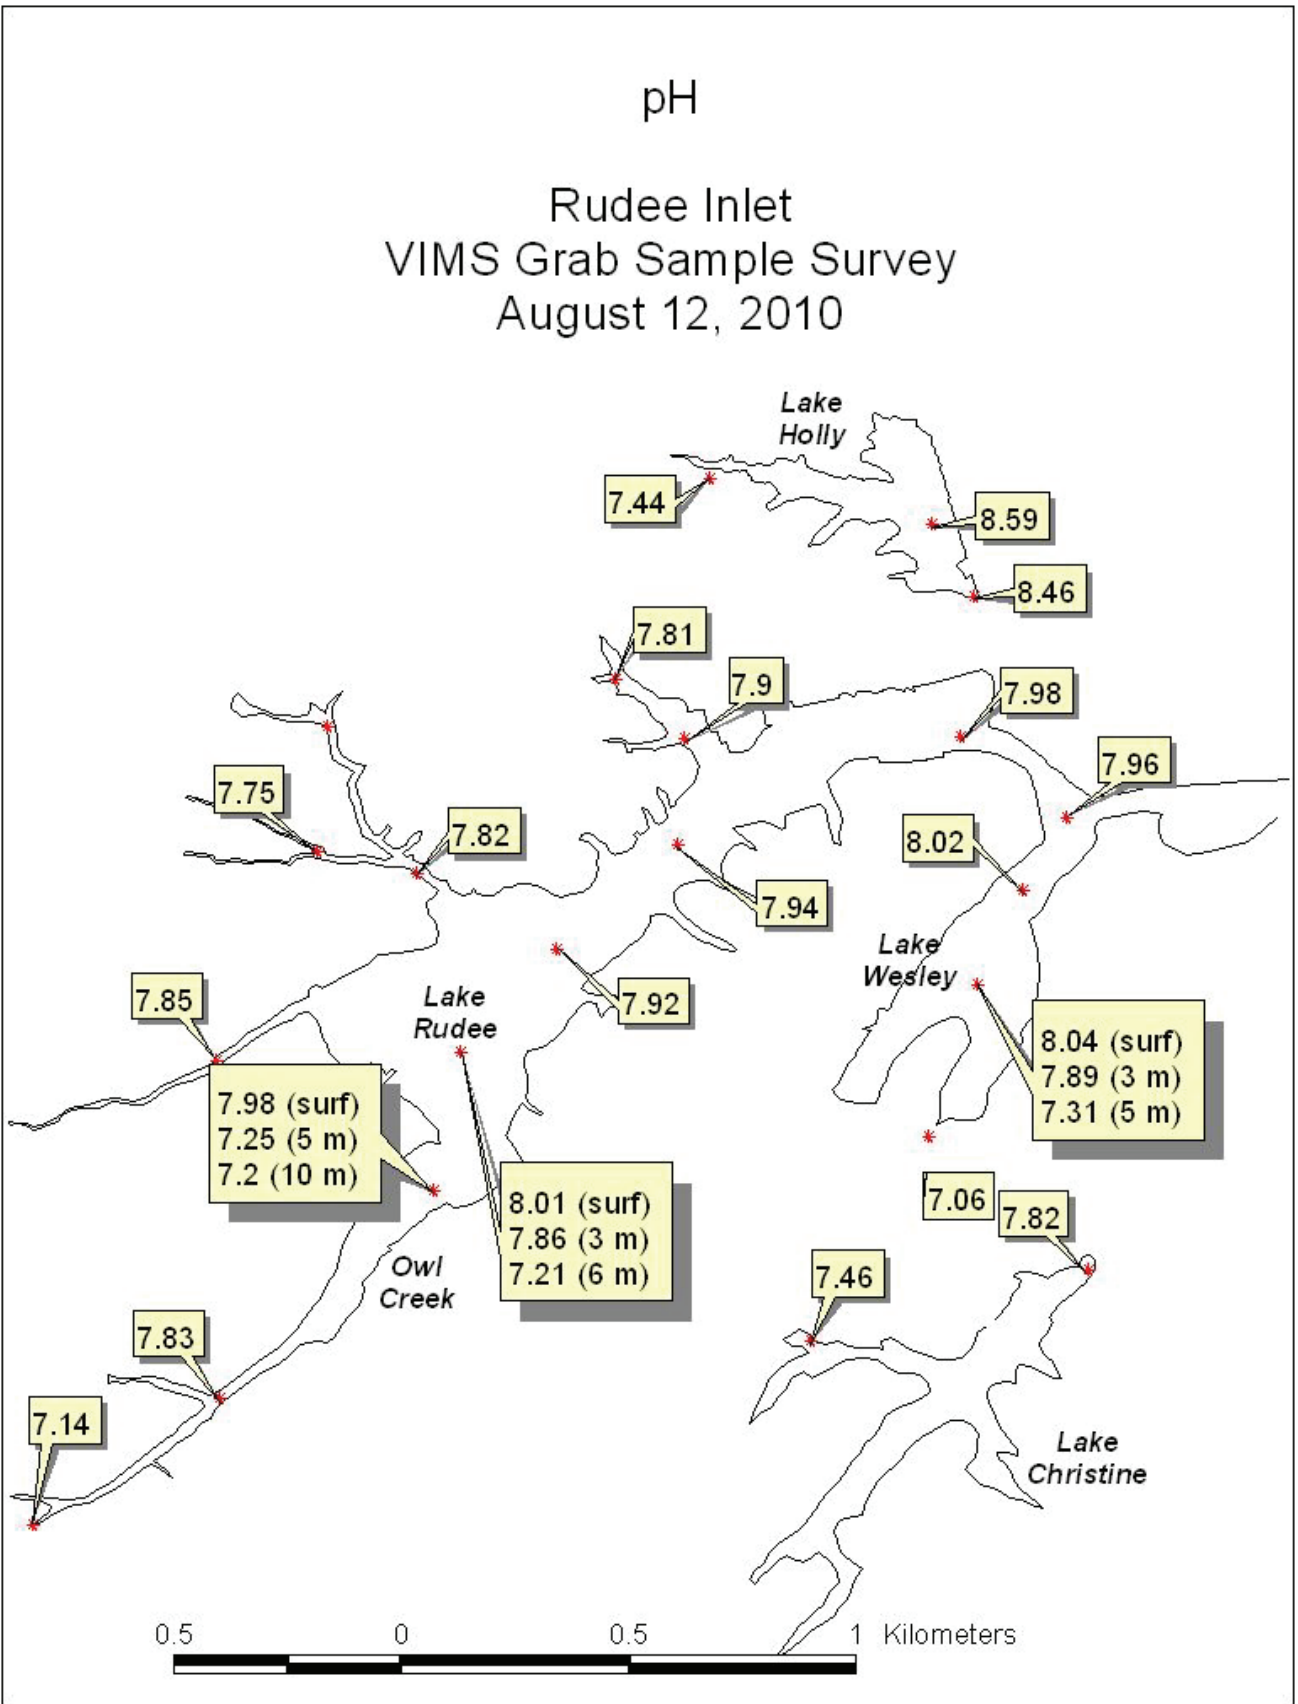 pH
Rudee Inlet
VIMS Grab Sample Survey
August 12, 2010
Lake
Holly
7.44
8.59
8.46
7.81
7.9
7.98
7.96
7.75
7.82
8.02
7.94
Lake
Wesley
7.85
Lake
Rudee
7.92
8.04 (surf)
7.89 (3 m)
7.31 (5 m)
7.98 (surf)
7.25 (5 m)
7.2 (10 m)
8.01 (surf)
7.86 (3 m)
7.21 (6 m)
7.06
7.82
Owl
Creek
7.46
7.83
7.14
Lake
Christine
0.5 0 0.5 1 Kilometers